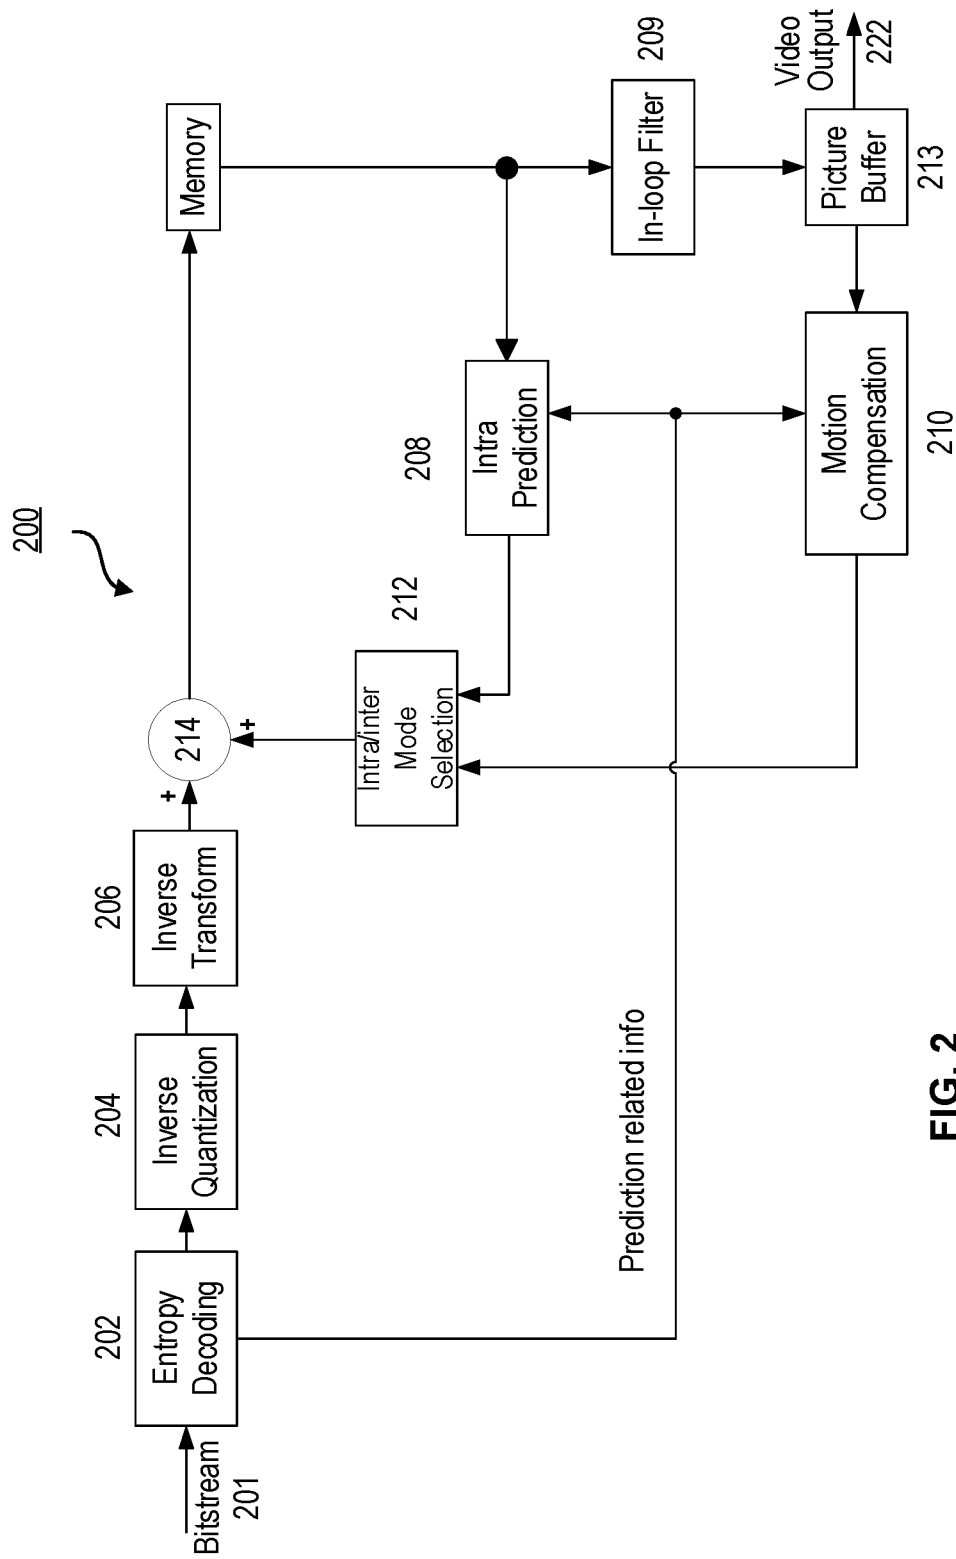 200
Bitstream
201
202
Entropy
Decoding
204
Inverse
Quantization
206
Inverse
Transform
+
214
+
Memory
212
Intra/inter
Mode
Selection
208
Intra
Prediction
209
In-loop Filter
Video
Output
222
Picture
Buffer
213
Motion
Compensation
210
Prediction related info
FIG. 2